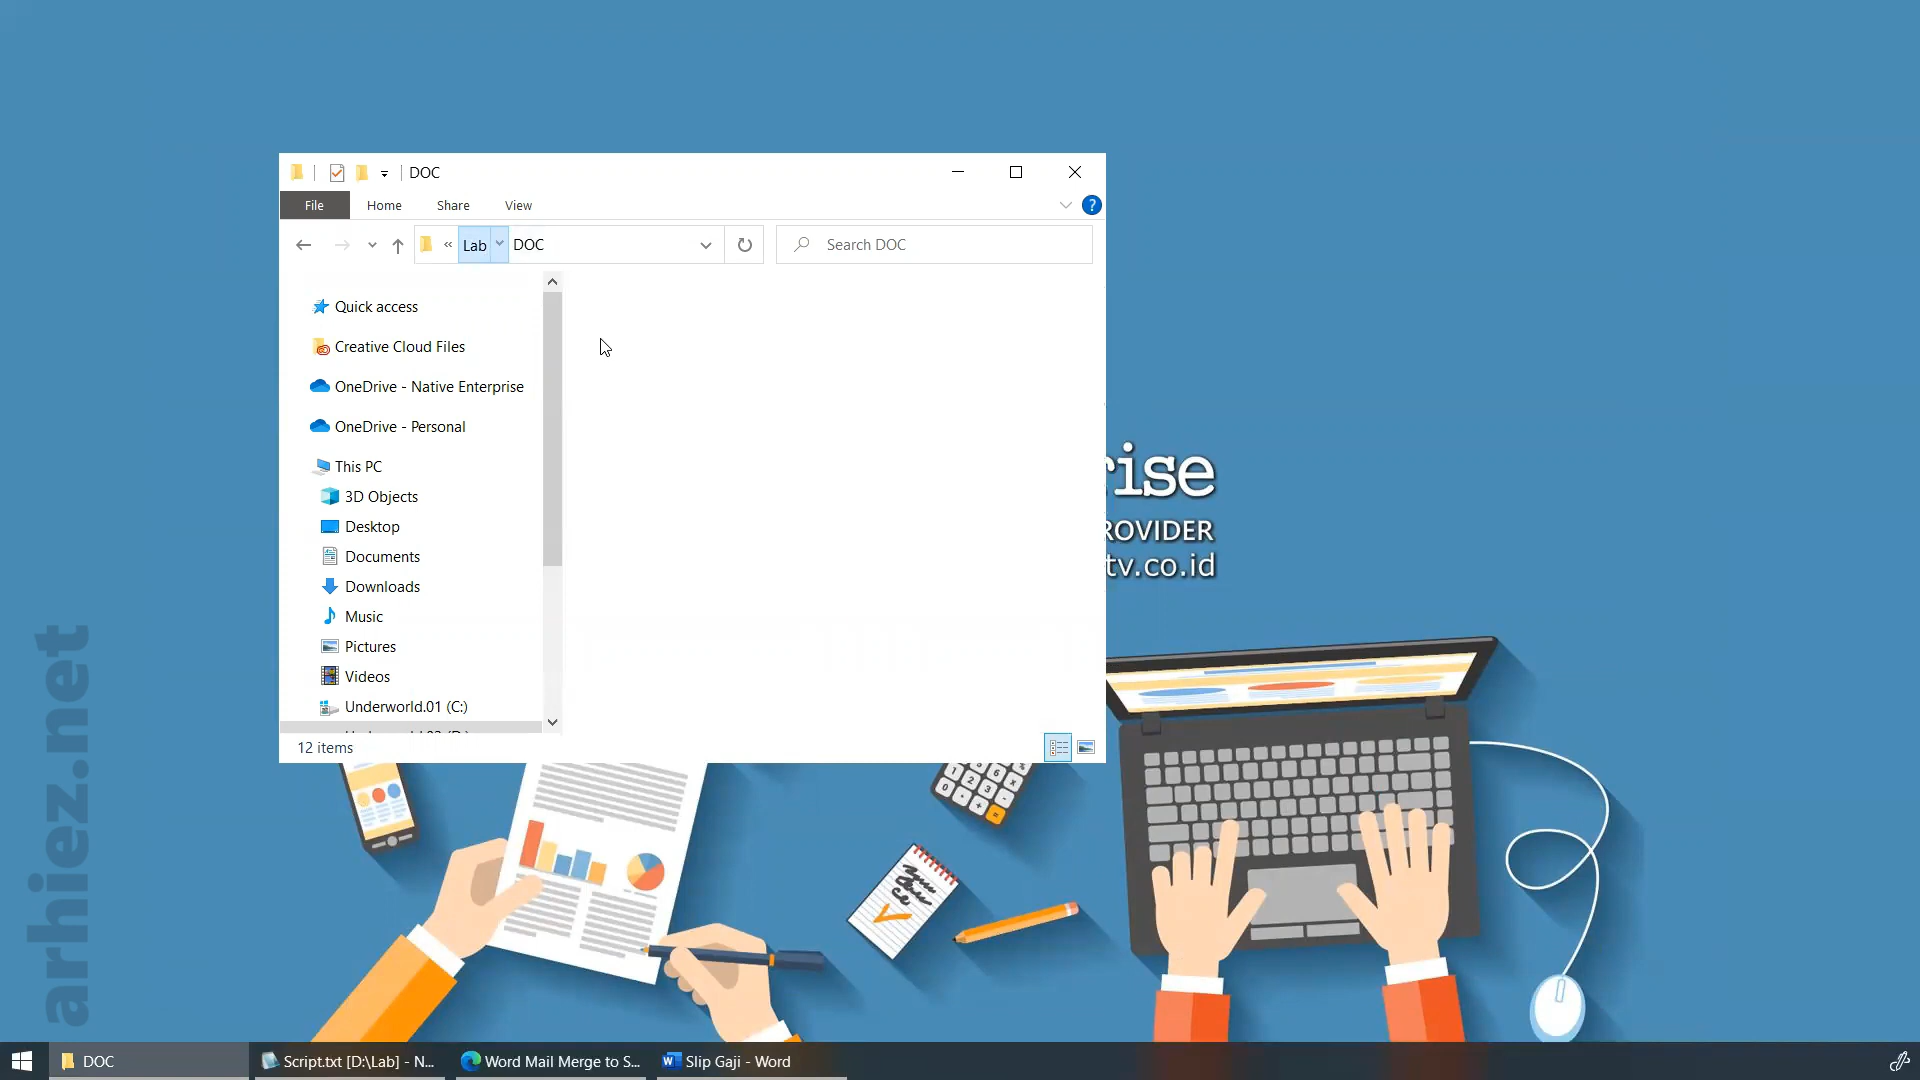 DOC
File Home Share View
?
« Lab DOC
Search DOC
Quick access
Creative Cloud Files
OneDrive - Native Enterprise
OneDrive - Personal
This PC
3D Objects
Desktop
Documents
Downloads
Music
Pictures
Videos
Underworld.01 (C:)
12 items
rise
ROVIDER
tv.co.id
arhiez.net
DOC
Script.txt [D:\Lab] - N...
Word Mail Merge to S...
Slip Gaji - Word